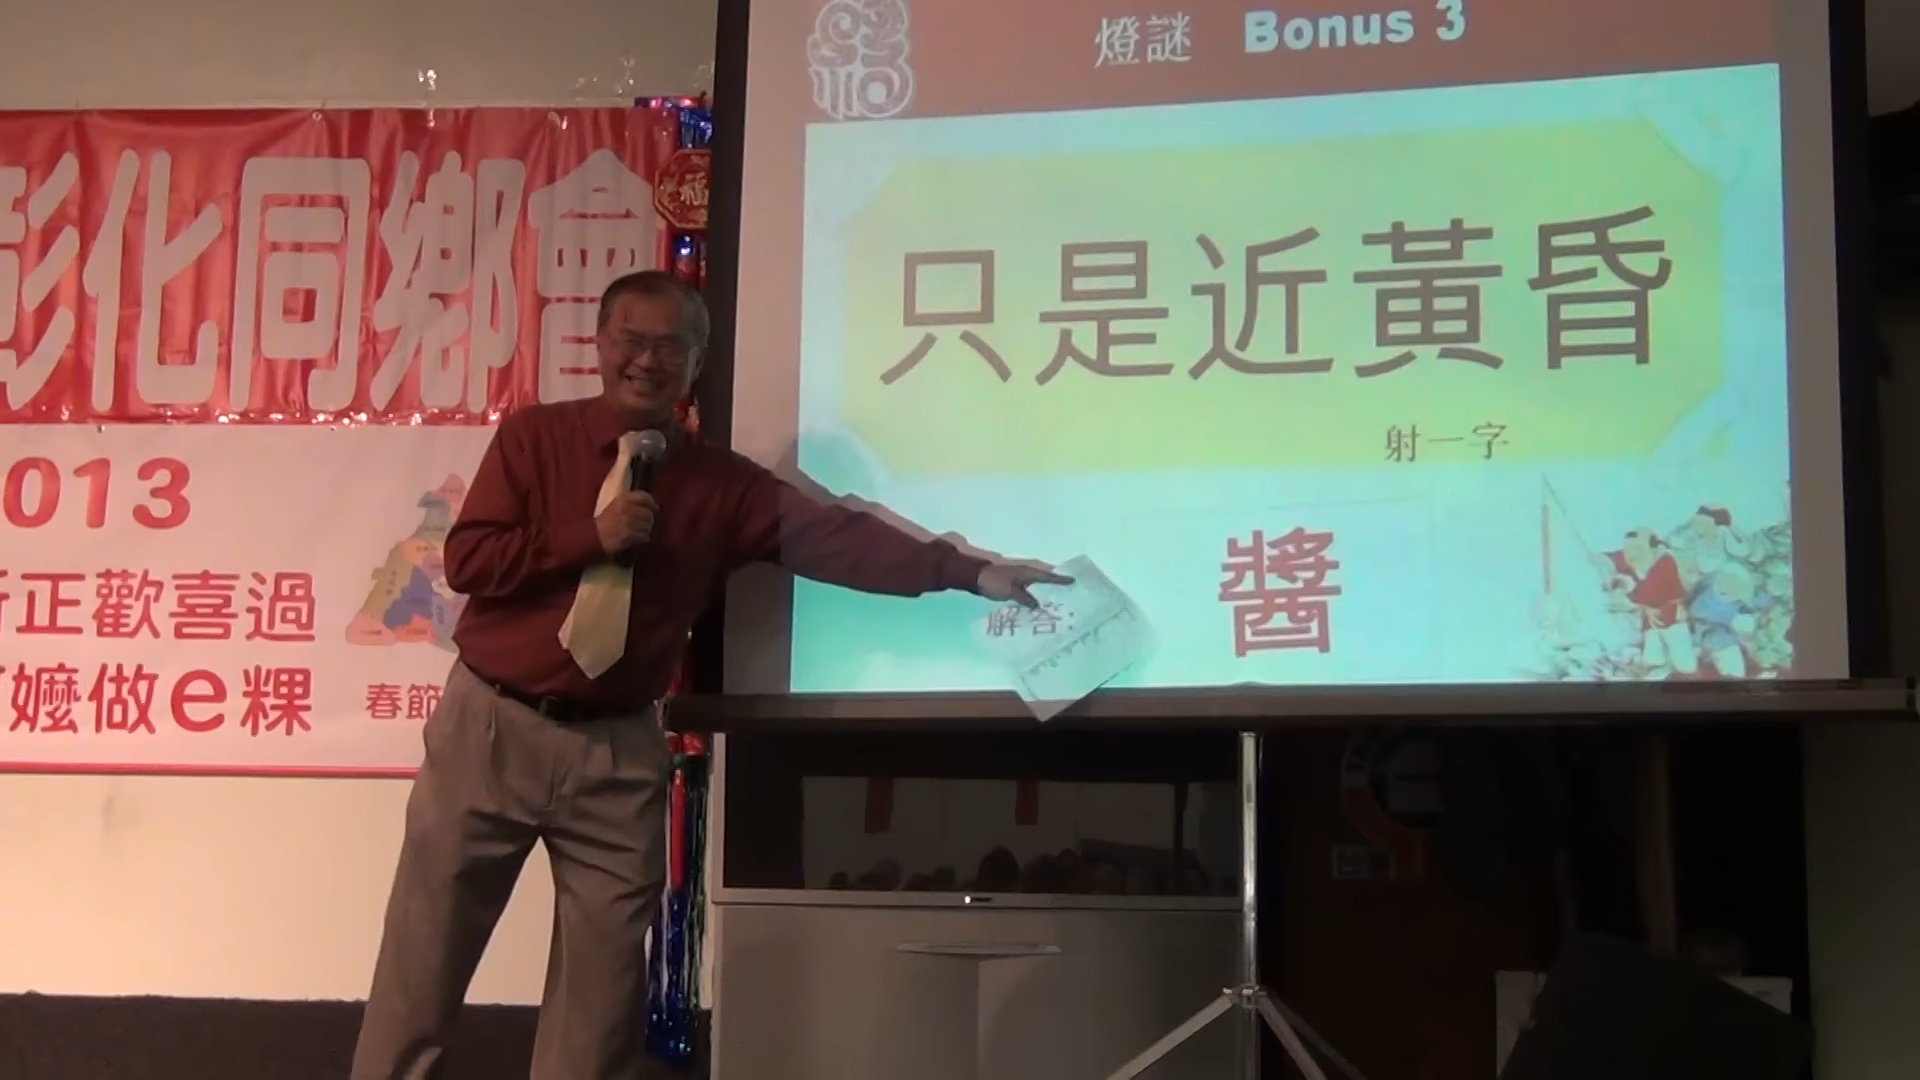 彰化同鄉會
福
013
正歡喜過
嬤做e粿
春節
燈謎 Bonus 3
只是近黃昏
射一字
解答:
醬